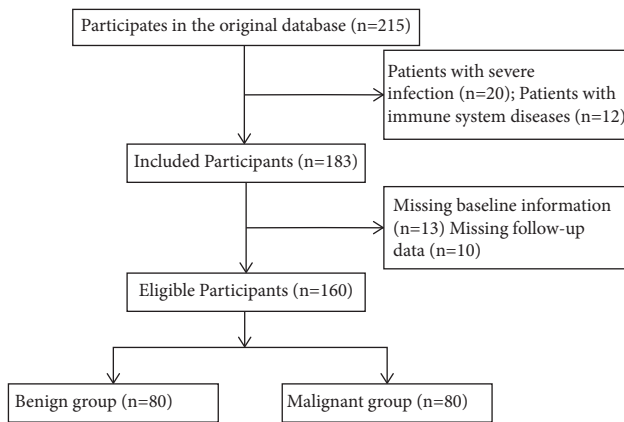 Participates in the original database (n=215)
Patients with severe
infection (n=20); Patients with
immune system diseases (n=12)
Included Participants (n=183)
Missing baseline information
(n=13) Missing follow-up
data (n=10)
Eligible Participants (n=160)
Benign group (n=80)
Malignant group (n=80)